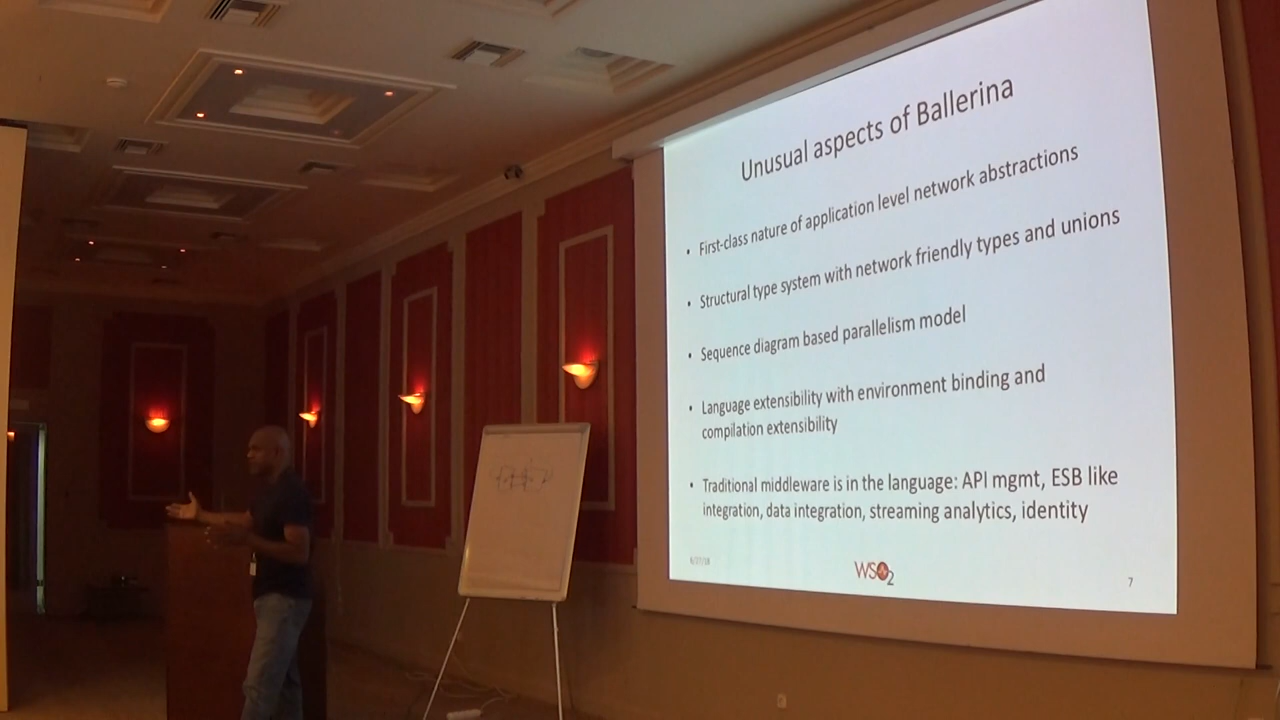 Unusual aspects of Ballerina
• First-class nature of application level network abstractions
• Structural type system with network friendly types and unions
• Sequence diagram based parallelism model
• Language extensibility with environment binding and
compilation extensibility
• Traditional middleware is in the language: API mgmt, ESB like
integration, data integration, streaming analytics, identity
WSO2
7